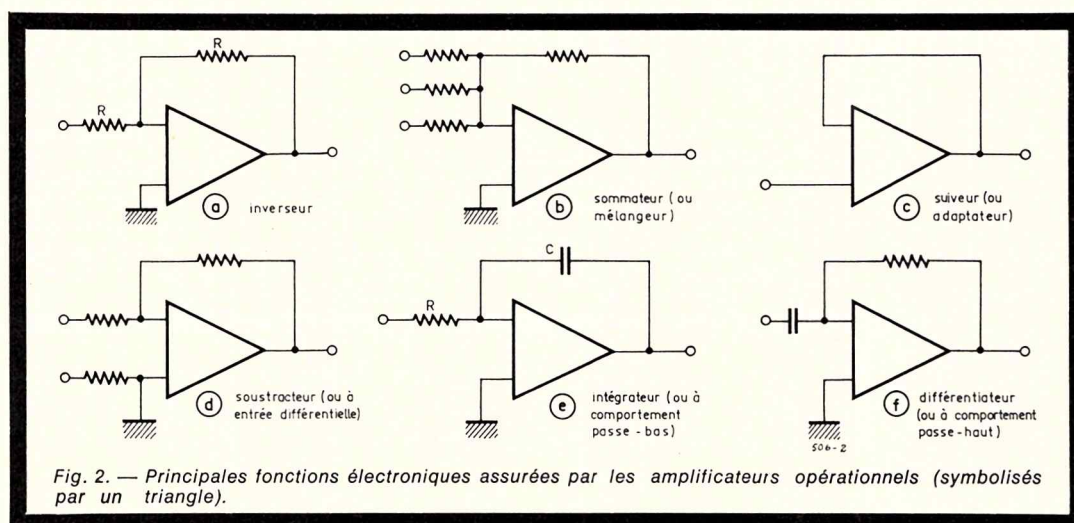 R
R
a inverseur
b sommateur (ou
mélangeur)
c suiveur (ou
adaptateur)
d soustracteur (ou à
entrée différentielle)
C
R
e intégrateur (ou à
comportement
passe-bas)
f différentiateur
(ou à comportement
passe-haut)
506-2
Fig. 2. — Principales fonctions électroniques assurées par les amplificateurs opérationnels (symbolisés
par un triangle).